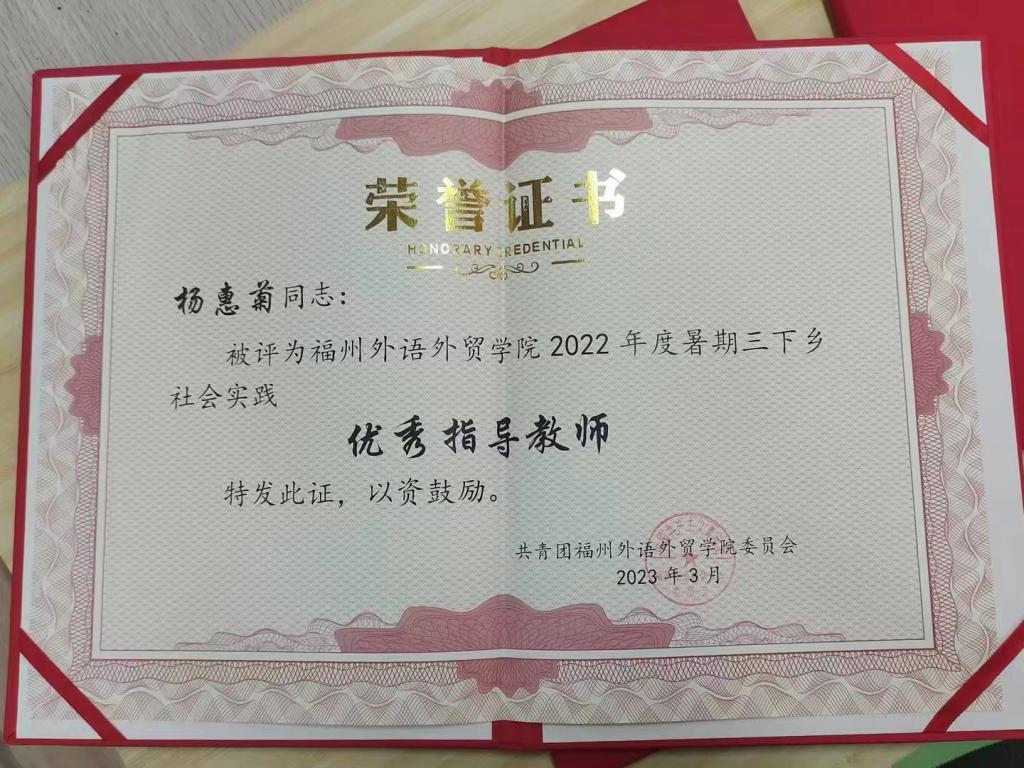 荣誉证书
HONORARY CREDENTIAL
杨惠菊同志：
被评为福州外语外贸学院2022年度暑期三下乡
社会实践
优秀指导教师
特发此证，以资鼓励。
共青团福州外语外贸学院委员会
2023年3月